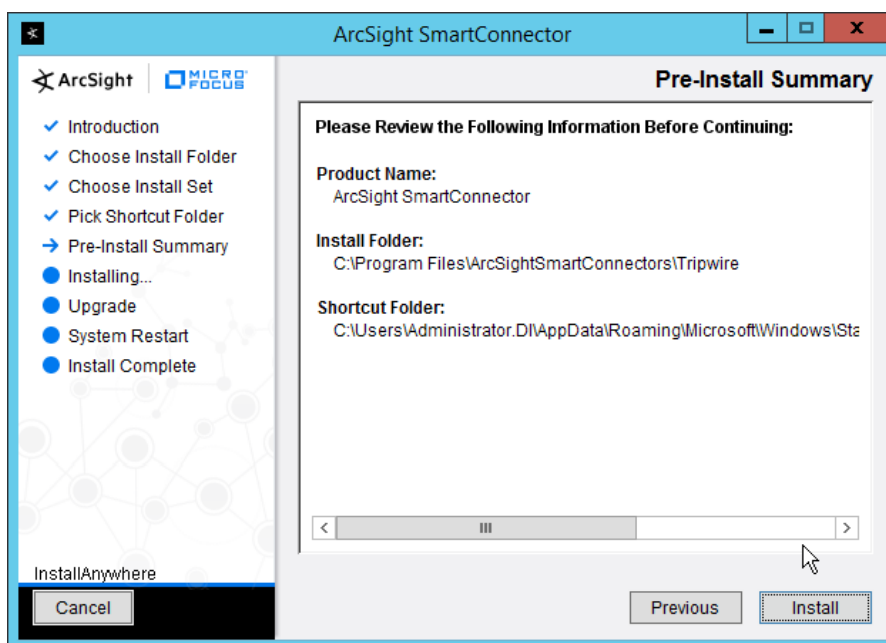 ArcSight SmartConnector
ArcSight
MICRO FOCUS
Pre-Install Summary
Introduction
Choose Install Folder
Choose Install Set
Pick Shortcut Folder
Pre-Install Summary
Installing...
Upgrade
System Restart
Install Complete
Please Review the Following Information Before Continuing:
Product Name:
ArcSight SmartConnector
Install Folder:
C:\Program Files\ArcSightSmartConnectors\Tripwire
Shortcut Folder:
C:\Users\Administrator.DI\AppData\Roaming\Microsoft\Windows\Sta
InstallAnywhere
Cancel
Previous
Install